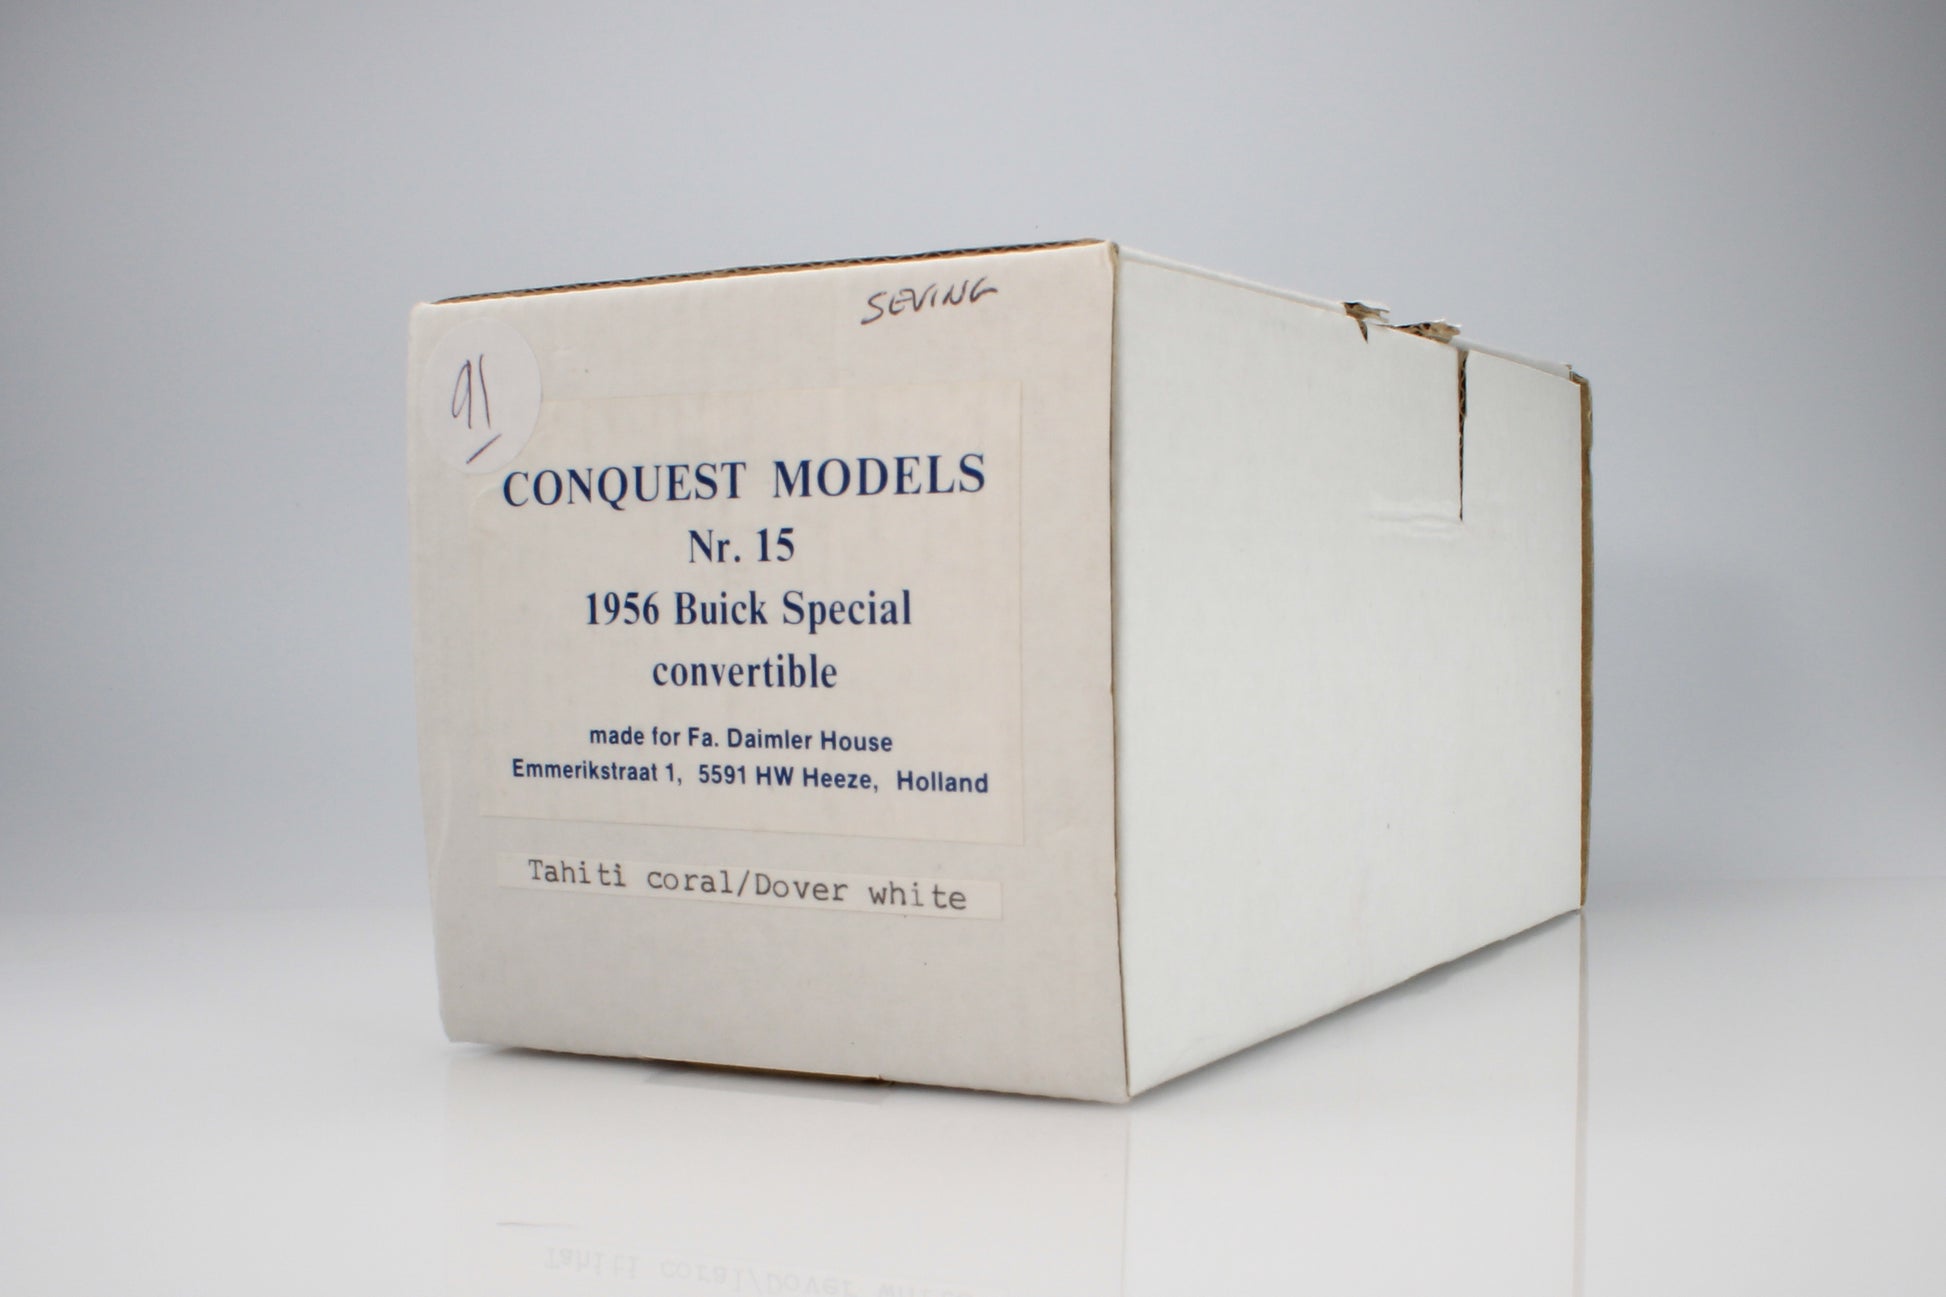 SEVING
91
CONQUEST MODELS
Nr. 15
1956 Buick Special
convertible
made for Fa. Daimler House
Emmerikstraat 1, 5591 HW Heeze, Holland
Tahiti coral/Dover white